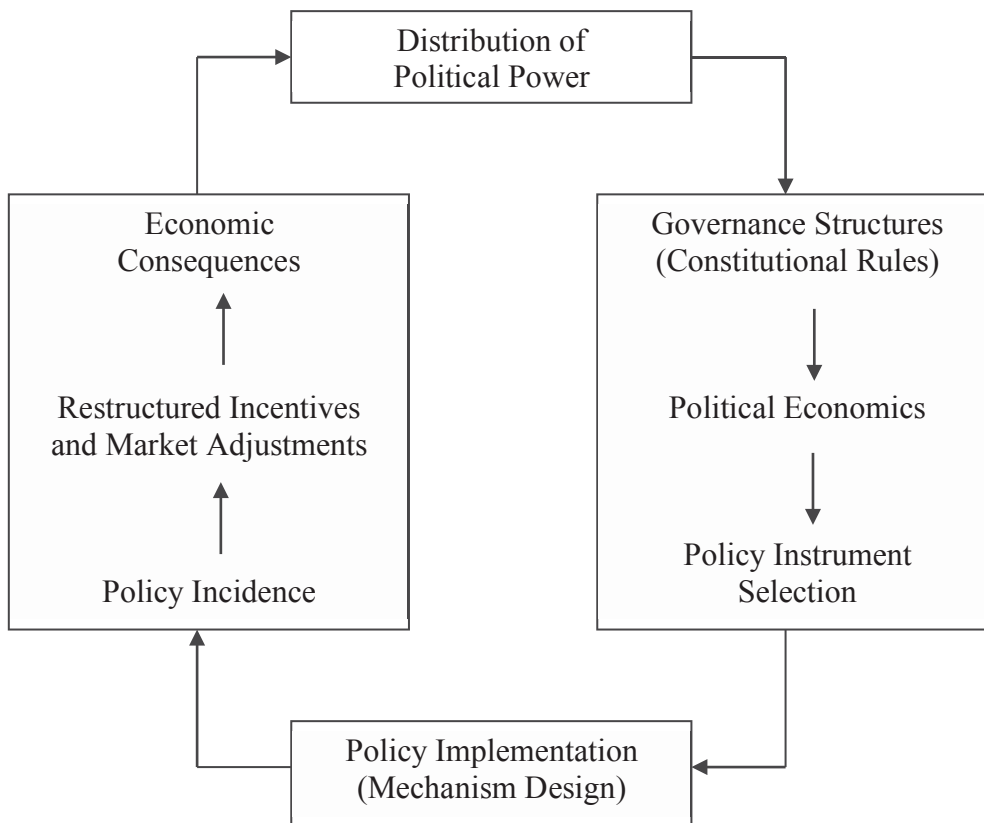 Distribution of
Political Power
Economic
Consequences
Restructured Incentives
and Market Adjustments
Policy Incidence
Governance Structures
(Constitutional Rules)
Political Economics
Policy Instrument
Selection
Policy Implementation
(Mechanism Design)